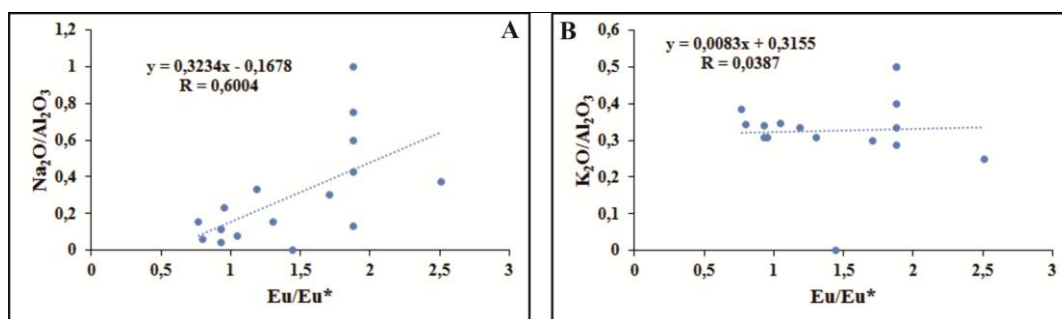 A
y = 0,3234x - 0,1678
R = 0,6004
Na₂O/Al₂O₃
1,2
1
0,8
0,6
0,4
0,2
0
0
0,5
1
1,5
2
2,5
3
Eu/Eu*
B
y = 0,0083x + 0,3155
R = 0,0387
K₂O/Al₂O₃
0,6
0,5
0,4
0,3
0,2
0,1
0
0
0,5
1
1,5
2
2,5
3
Eu/Eu*